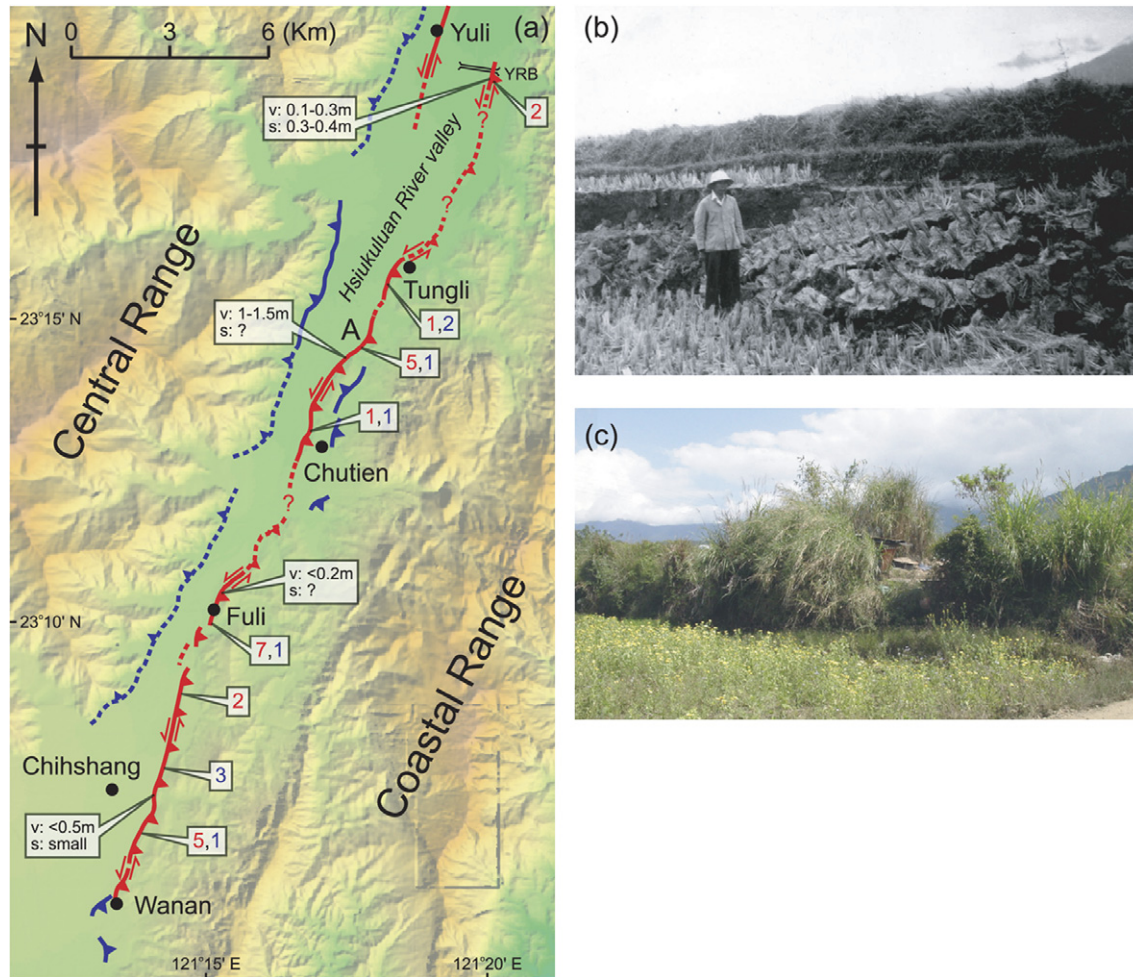 (a)
N
0 3 6 (Km)
Yuli
YRB
v: 0.1-0.3m
s: 0.3-0.4m
2
?
Hsiukuluan River valley
?
Tungli
23°15' N
v: 1-1.5m
s: ?
A
1,2
5,1
Central Range
1,1
Chutien
?
v: <0.2m
s: ?
23°10' N
Fuli
7,1
2
Coastal Range
Chihshang
3
v: <0.5m
s: small
5,1
Wanan
121°15' E
121°20' E
(b)
(c)